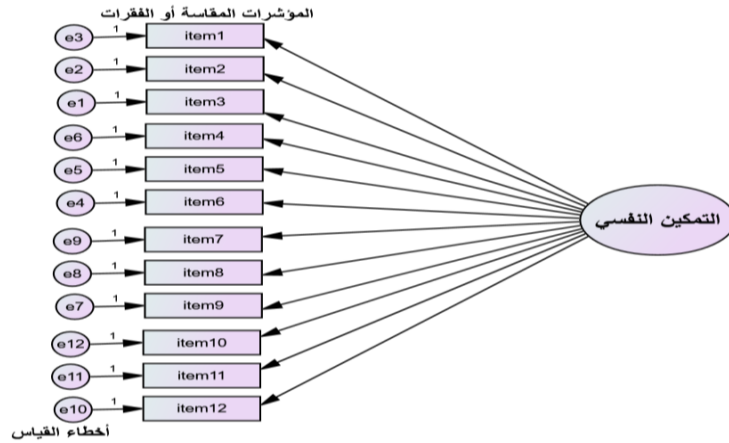 المؤشرات المقاسة أو الفقرات
e3 1 item1
e2 1 item2
e1 1 item3
e6 1 item4
e5 1 item5
e4 1 item6
التمكين النفسي
e9 1 item7
e8 1 item8
e7 1 item9
e12 1 item10
e11 1 item11
e10 1 item12
أخطاء القياس